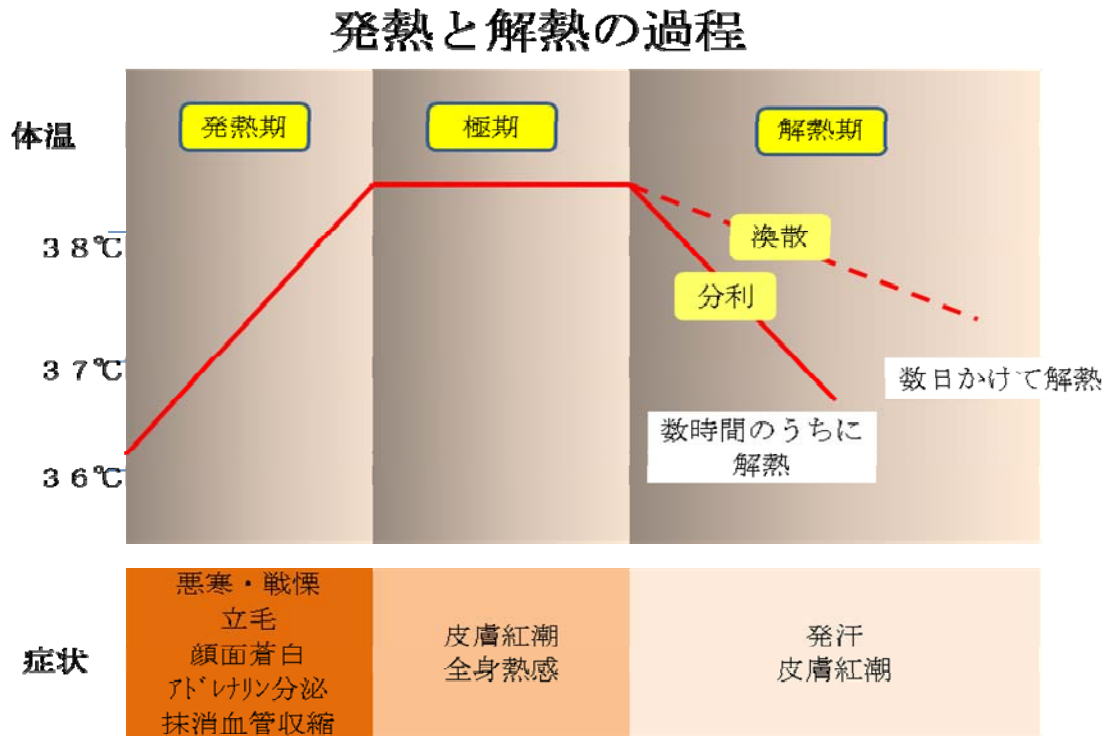 発熱と解熱の過程
体温
発熱期
極期
解熱期
38℃
37℃
36℃
渙散
分利
数日かけて解熱
数時間のうちに
解熱
症状
悪寒・戦慄
立毛
顔面蒼白
ｱﾄﾞﾚﾅﾘﾝ分泌
抹消血管収縮
皮膚紅潮
全身熱感
発汗
皮膚紅潮